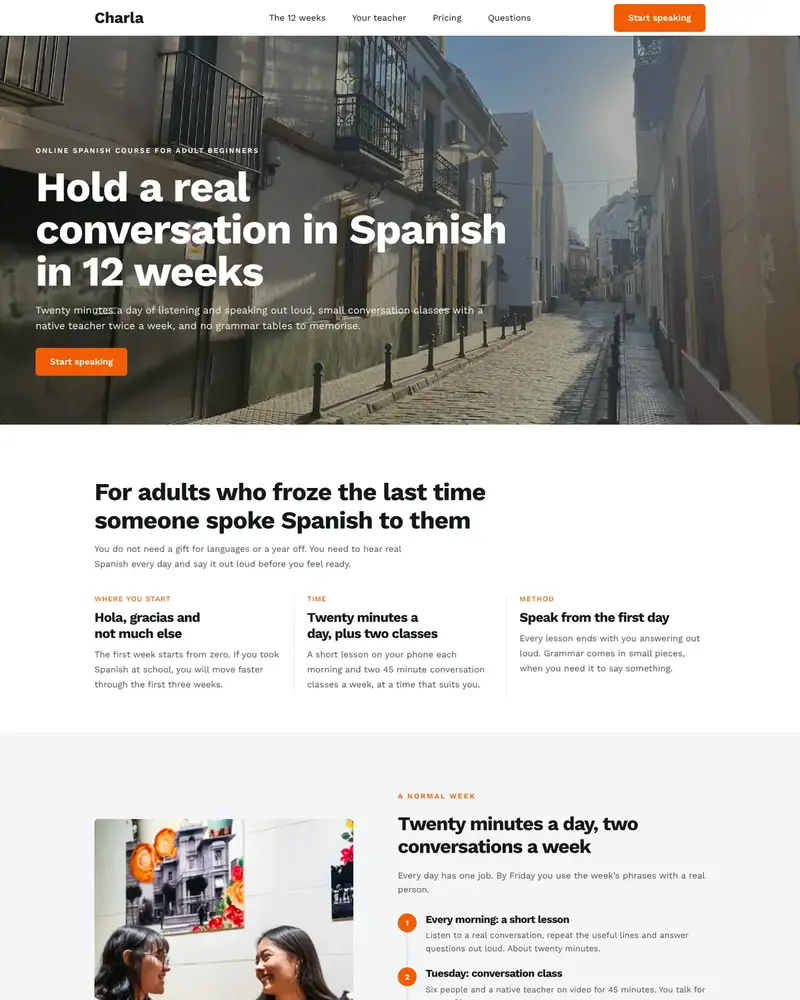 Charla
The 12 weeks
Your teacher
Pricing
Questions
Start speaking
ONLINE SPANISH COURSE FOR ADULT BEGINNERS
Hold a real
conversation in Spanish
in 12 weeks
Twenty minutes a day of listening and speaking out loud, small conversation classes with a
native teacher twice a week, and no grammar tables to memorise.
Start speaking
For adults who froze the last time
someone spoke Spanish to them
You do not need a gift for languages or a year off. You need to hear real
Spanish every day and say it out loud before you feel ready.
WHERE YOU START
Hola, gracias and
not much else
The first week starts from zero. If you took
Spanish at school, you will move faster
through the first three weeks.
TIME
Twenty minutes a
day, plus two classes
A short lesson on your phone each
morning and two 45 minute conversation
classes a week, at a time that suits you.
METHOD
Speak from the first day
Every lesson ends with you answering out
loud. Grammar comes in small pieces,
when you need it to say something.
A NORMAL WEEK
Twenty minutes a day, two
conversations a week
Every day has one job. By Friday you use the week's phrases with a real
person.
1
Every morning: a short lesson
Listen to a real conversation, repeat the useful lines and answer
questions out loud. About twenty minutes.
2
Tuesday: conversation class
Six people and a native teacher on video for 45 minutes. You talk for